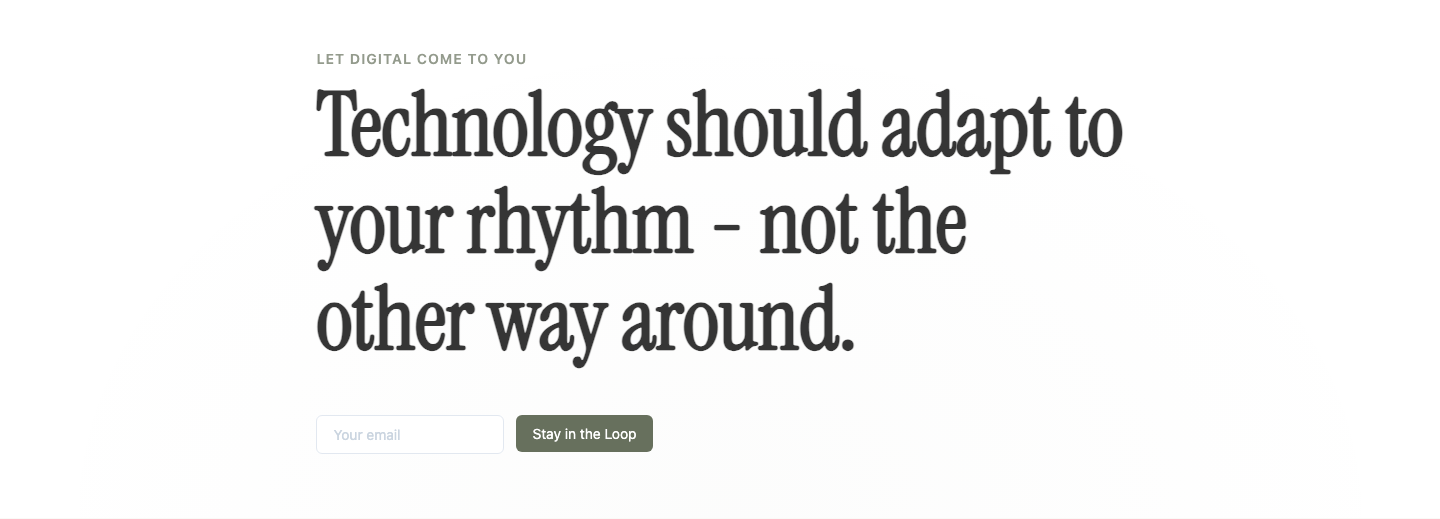 LET DIGITAL COME TO YOU
Technology should adapt to
your rhythm - not the
other way around.
Your email
Stay in the Loop